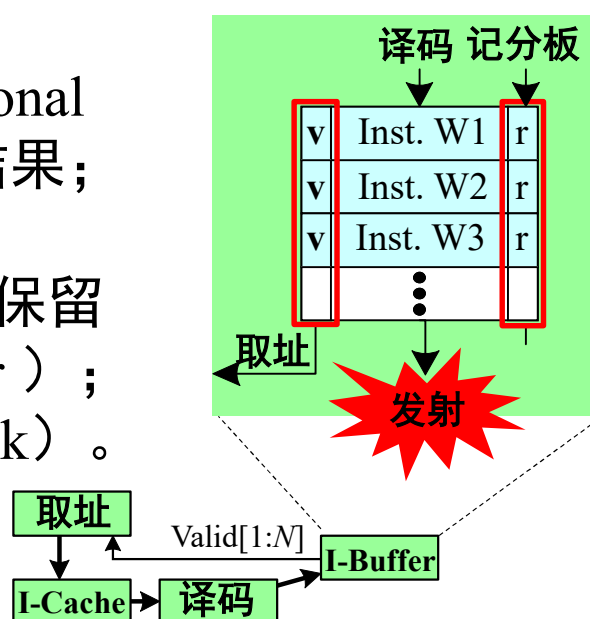 onal
结果；
保留
）；
k）。
译码 记分板
v Inst. W1 r
v Inst. W2 r
v Inst. W3 r
取址
发射
取址
Valid[1:N]
I-Buffer
I-Cache
译码